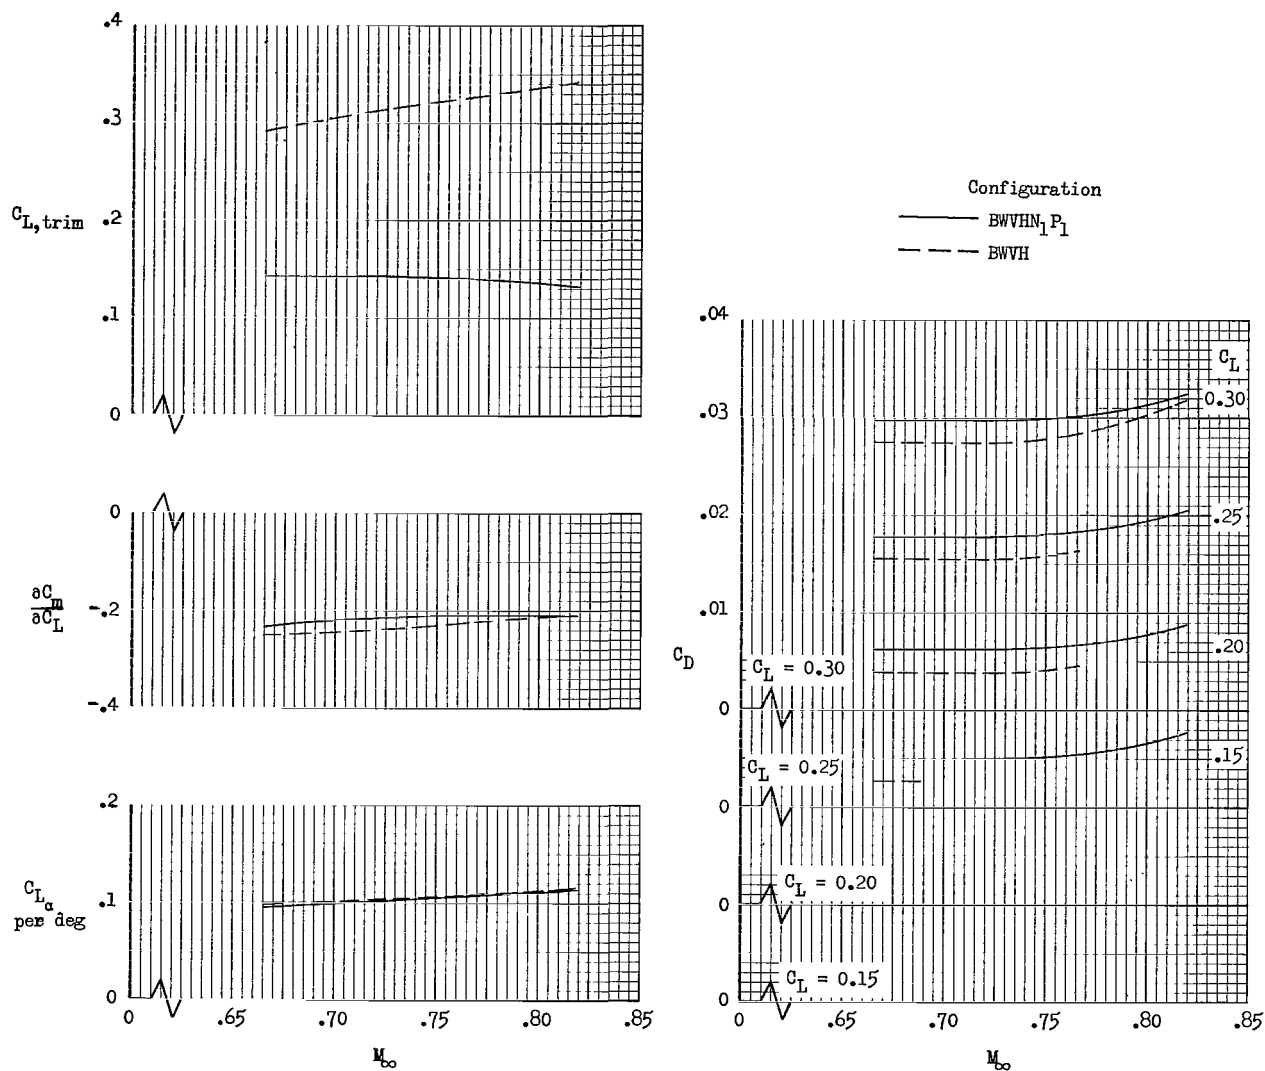 .4
.3
C_L,trim
.2
.1
0
0
∂C_m
∂C_L
-.2
-.4
.2
C_Lα
per deg
.1
0
0
.65
.70
.75
.80
.85
M∞
Configuration
BWVHN₁P₁
BWVH
.04
C_L
0.30
.03
.02
.25
.01
C_D
.20
C_L = 0.30
0
.15
C_L = 0.25
0
C_L = 0.20
0
C_L = 0.15
0
0
.65
.70
.75
.80
.85
M∞